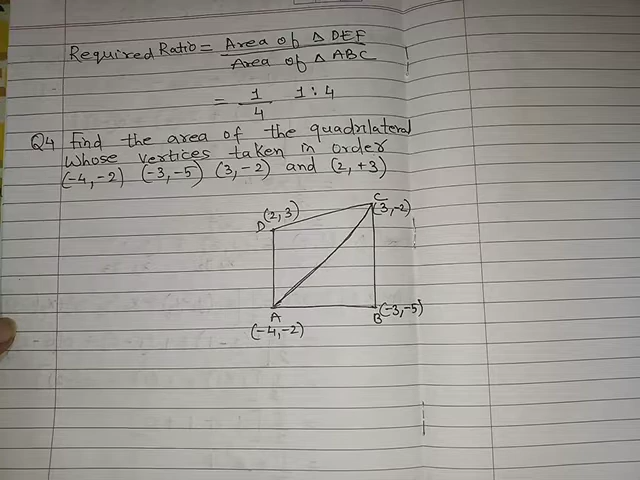 Required Ratio = Area of △ DEF
Area of △ ABC
= 1/4 1:4
Q4 Find the area of the quadrilateral
whose vertices taken in order
(-4,-2) (-3,-5) (3,-2) and (2,+3)
C
(3,-2)
(2,3)
D
A
(-4,-2)
B(-3,-5)